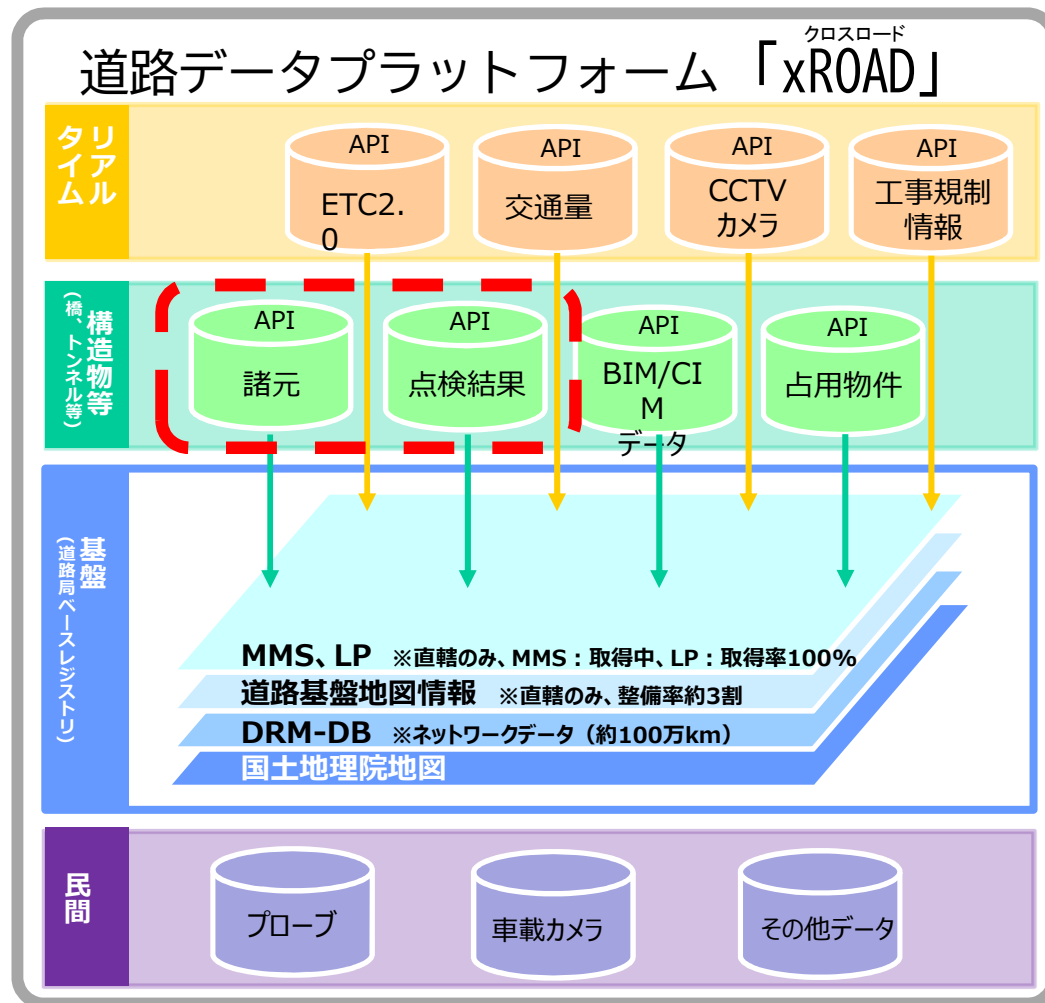 クロスロード
道路データプラットフォーム「xROAD」
リアル
タイム
API
ETC2.
0
API
交通量
API
CCTV
カメラ
API
工事規制
情報
構造物等
(橋、トンネル等)
API
諸元
API
点検結果
API
BIM/CI
M
データ
API
占用物件
基盤
(道路局ベースレジストリ)
MMS、LP ※直轄のみ、MMS：取得中、LP：取得率100%
道路基盤地図情報 ※直轄のみ、整備率約3割
DRM-DB ※ネットワークデータ（約100万km）
国土地理院地図
民間
プローブ
車載カメラ
その他データ